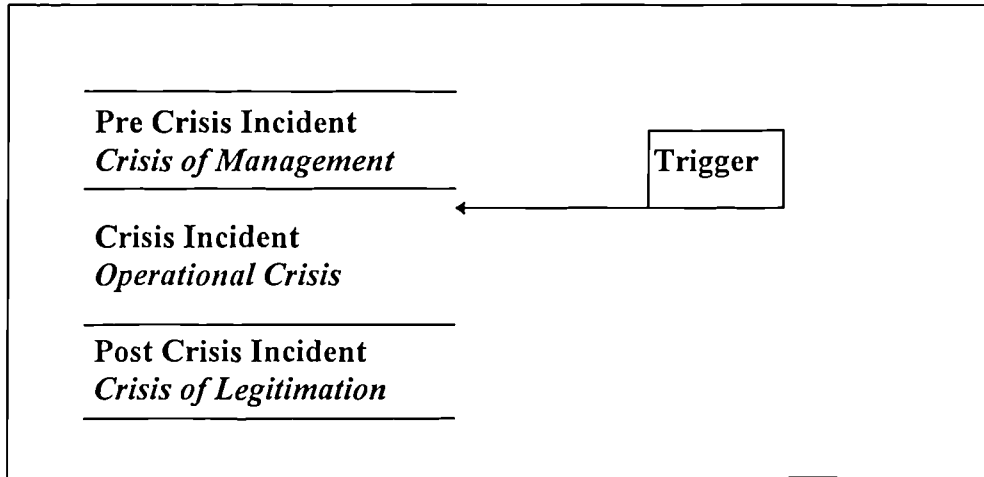 Pre Crisis Incident
Crisis of Management
Trigger
Crisis Incident
Operational Crisis
Post Crisis Incident
Crisis of Legitimation